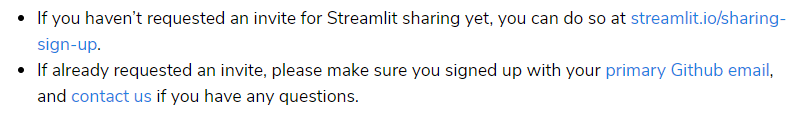 If you haven’t requested an invite for Streamlit sharing yet, you can do so at streamlit.io/sharing-
sign-up.
If already requested an invite, please make sure you signed up with your primary Github email,
and contact us if you have any questions.